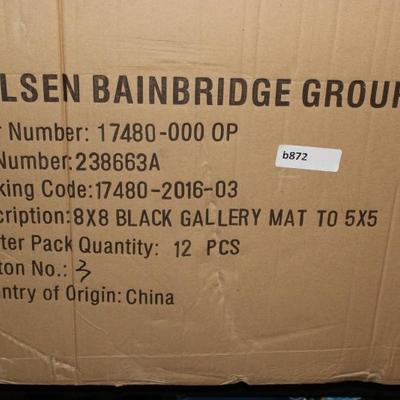 LSEN BAINBRIDGE GROUP
r Number: 17480-000 OP
Number: 238663A
king Code: 17480-2016-03
cription: 8X8 BLACK GALLERY MAT TO 5X5
ter Pack Quantity: 12 PCS
ton No.: 3
ntry of Origin: China
b872